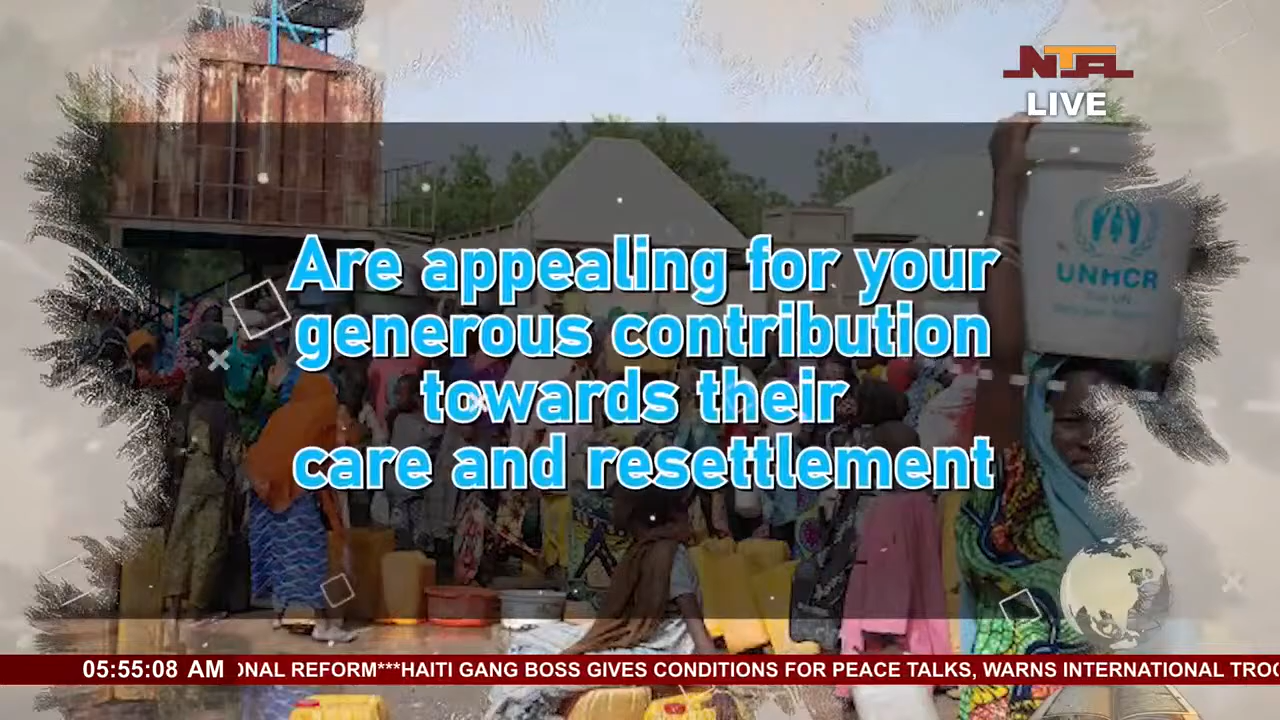 NTA
LIVE
Are appealing for your
generous contribution
towards their
care and resettlement
UNHCR
05:55:08 AM
ONAL REFORM***HAITI GANG BOSS GIVES CONDITIONS FOR PEACE TALKS, WARNS INTERNATIONAL TROO